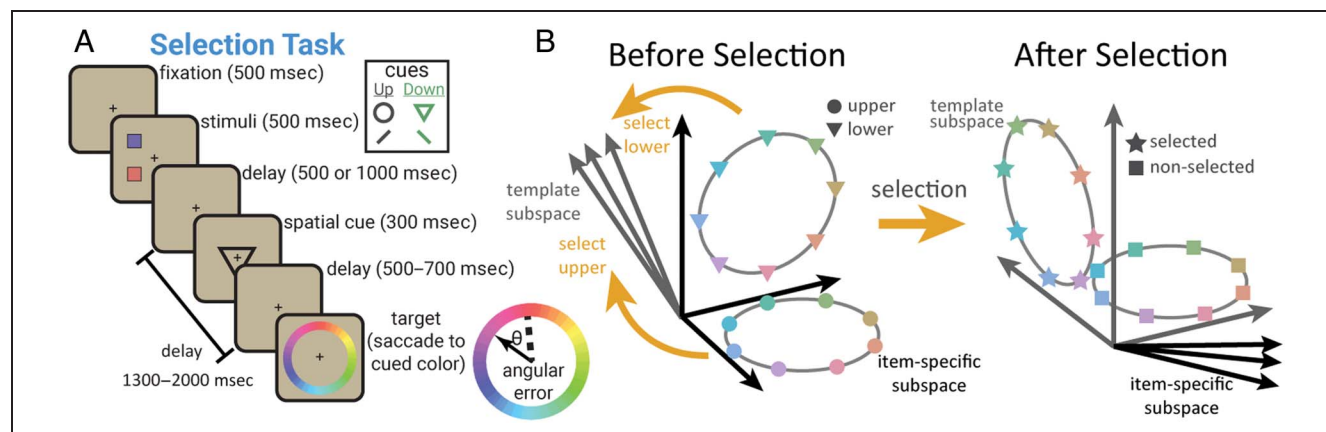 A
Selection Task
fixation (500 msec)
cues
Up Down
stimuli (500 msec)
delay (500 or 1000 msec)
spatial cue (300 msec)
delay (500–700 msec)
target
(saccade to
cued color)
delay
1300–2000 msec
θ
angular
error
B
Before Selection
upper
lower
select
lower
template
subspace
select
upper
item-specific
subspace
selection
After Selection
template
subspace
selected
non-selected
item-specific
subspace